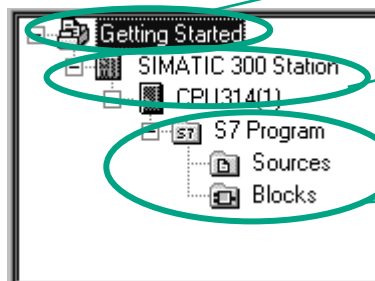 Getting Started
SIMATIC 300 Station
CPU314(1)
S7 S7 Program
Sources
Blocks